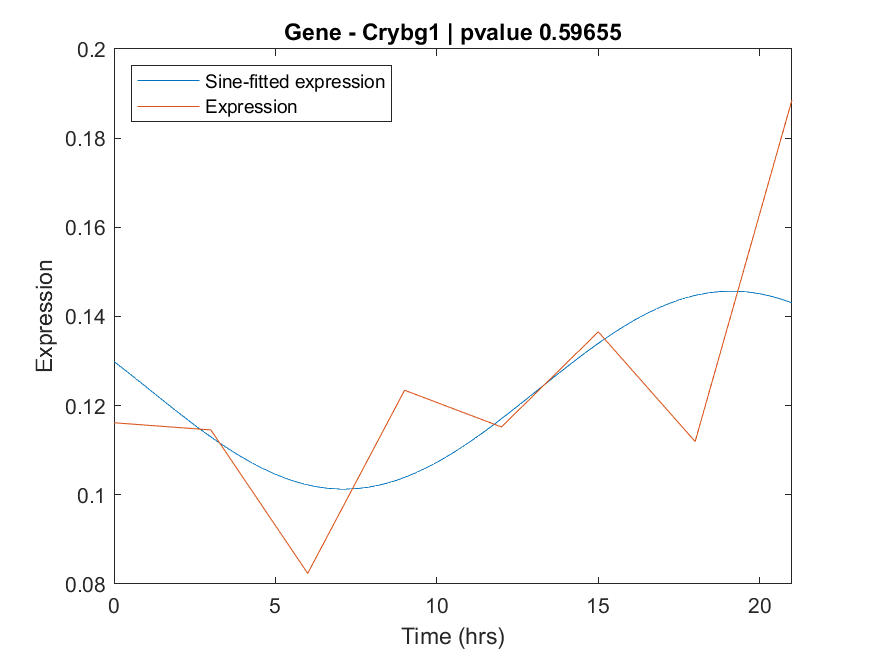 Gene - Crybg1 | pvalue 0.59655
0.2
Sine-fitted expression
Expression
0.18
0.16
0.14
0.12
0.1
0.08
Expression
0 5 10 15 20
Time (hrs)